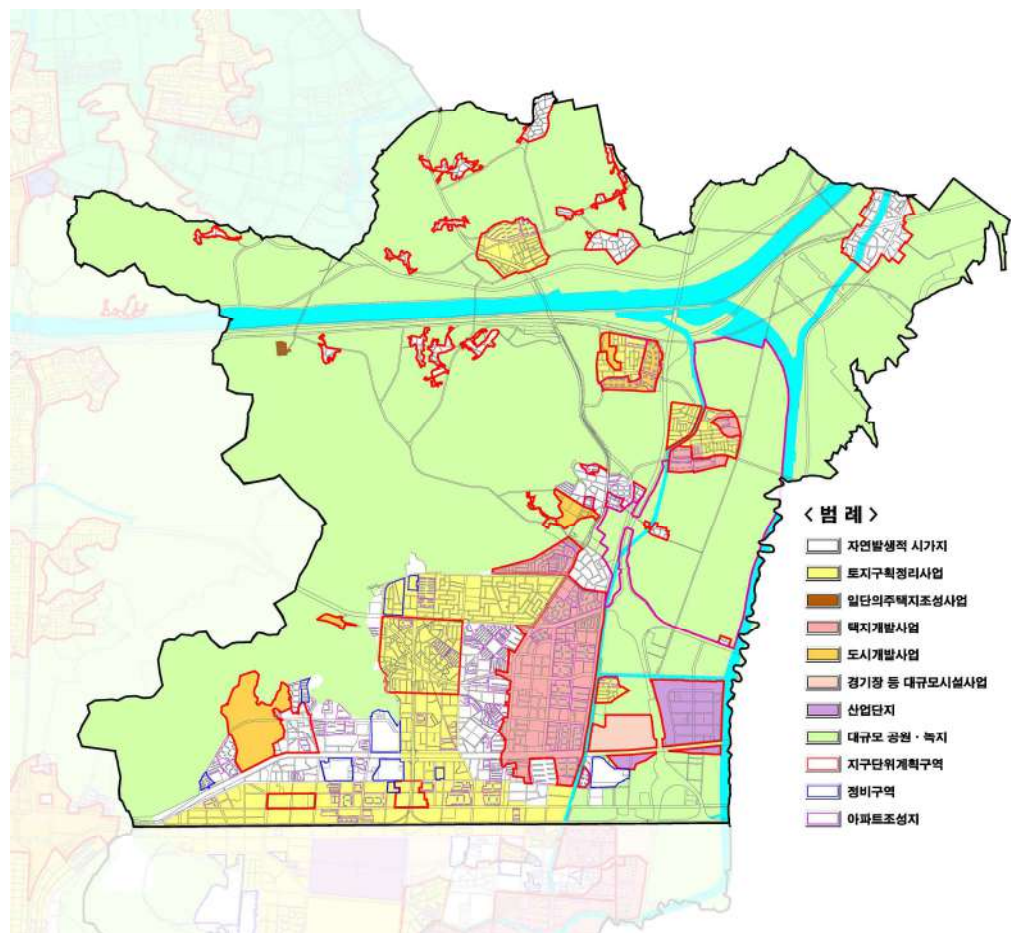 < 범 례 >
자연발생적 시가지
토지구획정리사업
일단의주택지조성사업
택지개발사업
도시개발사업
경기장 등 대규모시설사업
산업단지
대규모 공원 · 녹지
지구단위계획구역
정비구역
아파트조성지